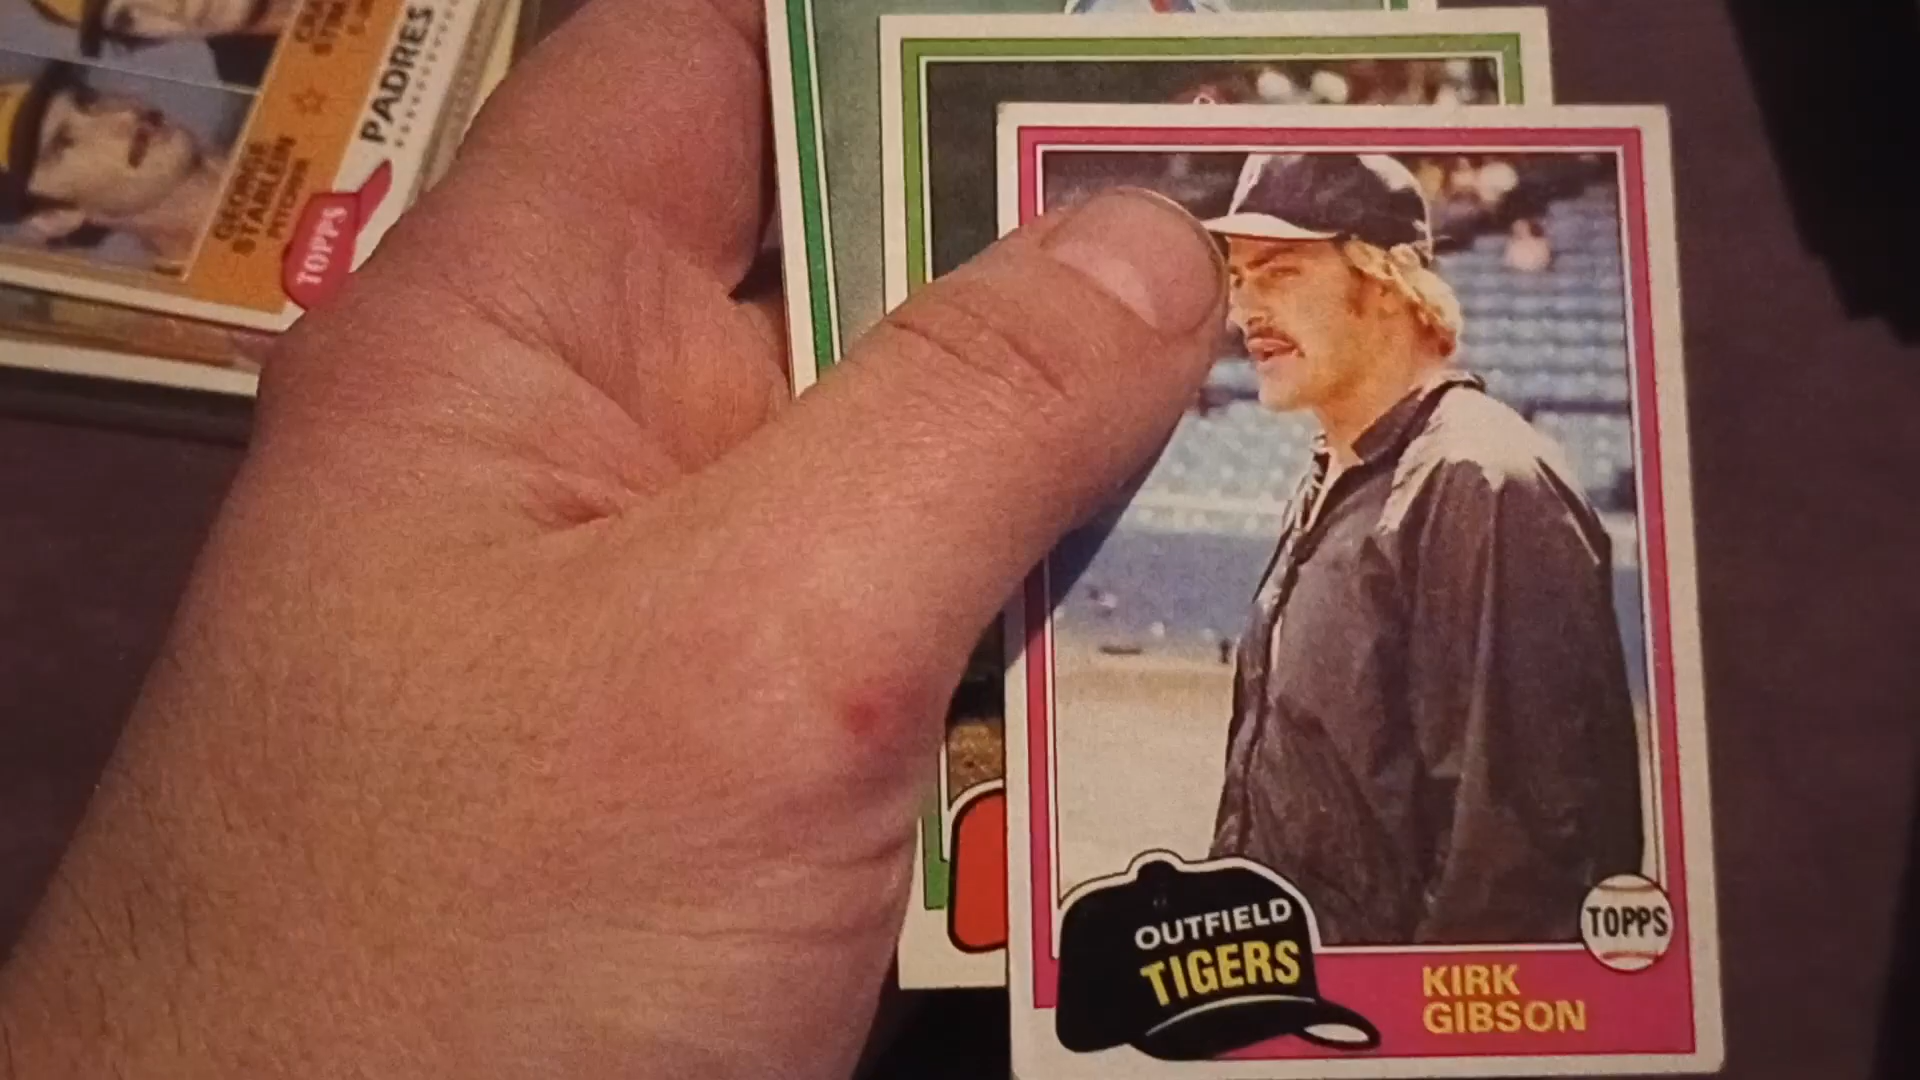 PADRES
GEORGE
STABLEIN
PITCHER
TOPPS
OUTFIELD
TIGERS
TOPPS
KIRK
GIBSON